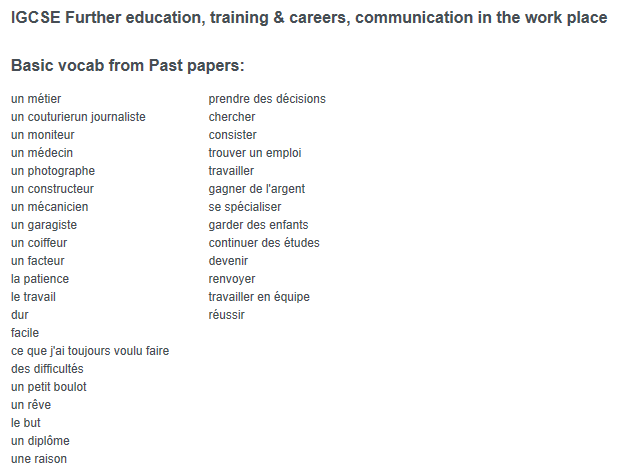 IGCSE Further education, training & careers, communication in the work place
Basic vocab from Past papers:
un métier
un couturierun journaliste
un moniteur
un médecin
un photographe
un constructeur
un mécanicien
un garagiste
un coiffeur
un facteur
la patience
le travail
dur
facile
ce que j'ai toujours voulu faire
des difficultés
un petit boulot
un rêve
le but
un diplôme
une raison
prendre des décisions
chercher
consister
trouver un emploi
travailler
gagner de l'argent
se spécialiser
garder des enfants
continuer des études
devenir
renvoyer
travailler en équipe
réussir